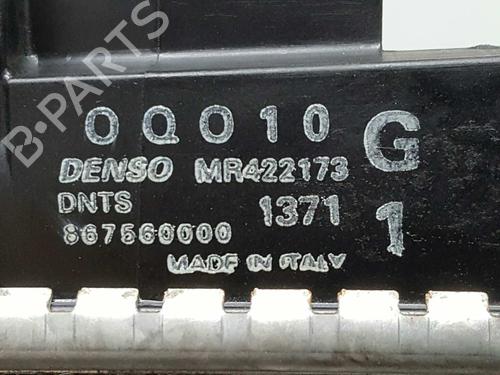 0Q010 G
DENSO MR422173
DNTS 1371 1
867560000
MADE IN ITALY
B-PARTS